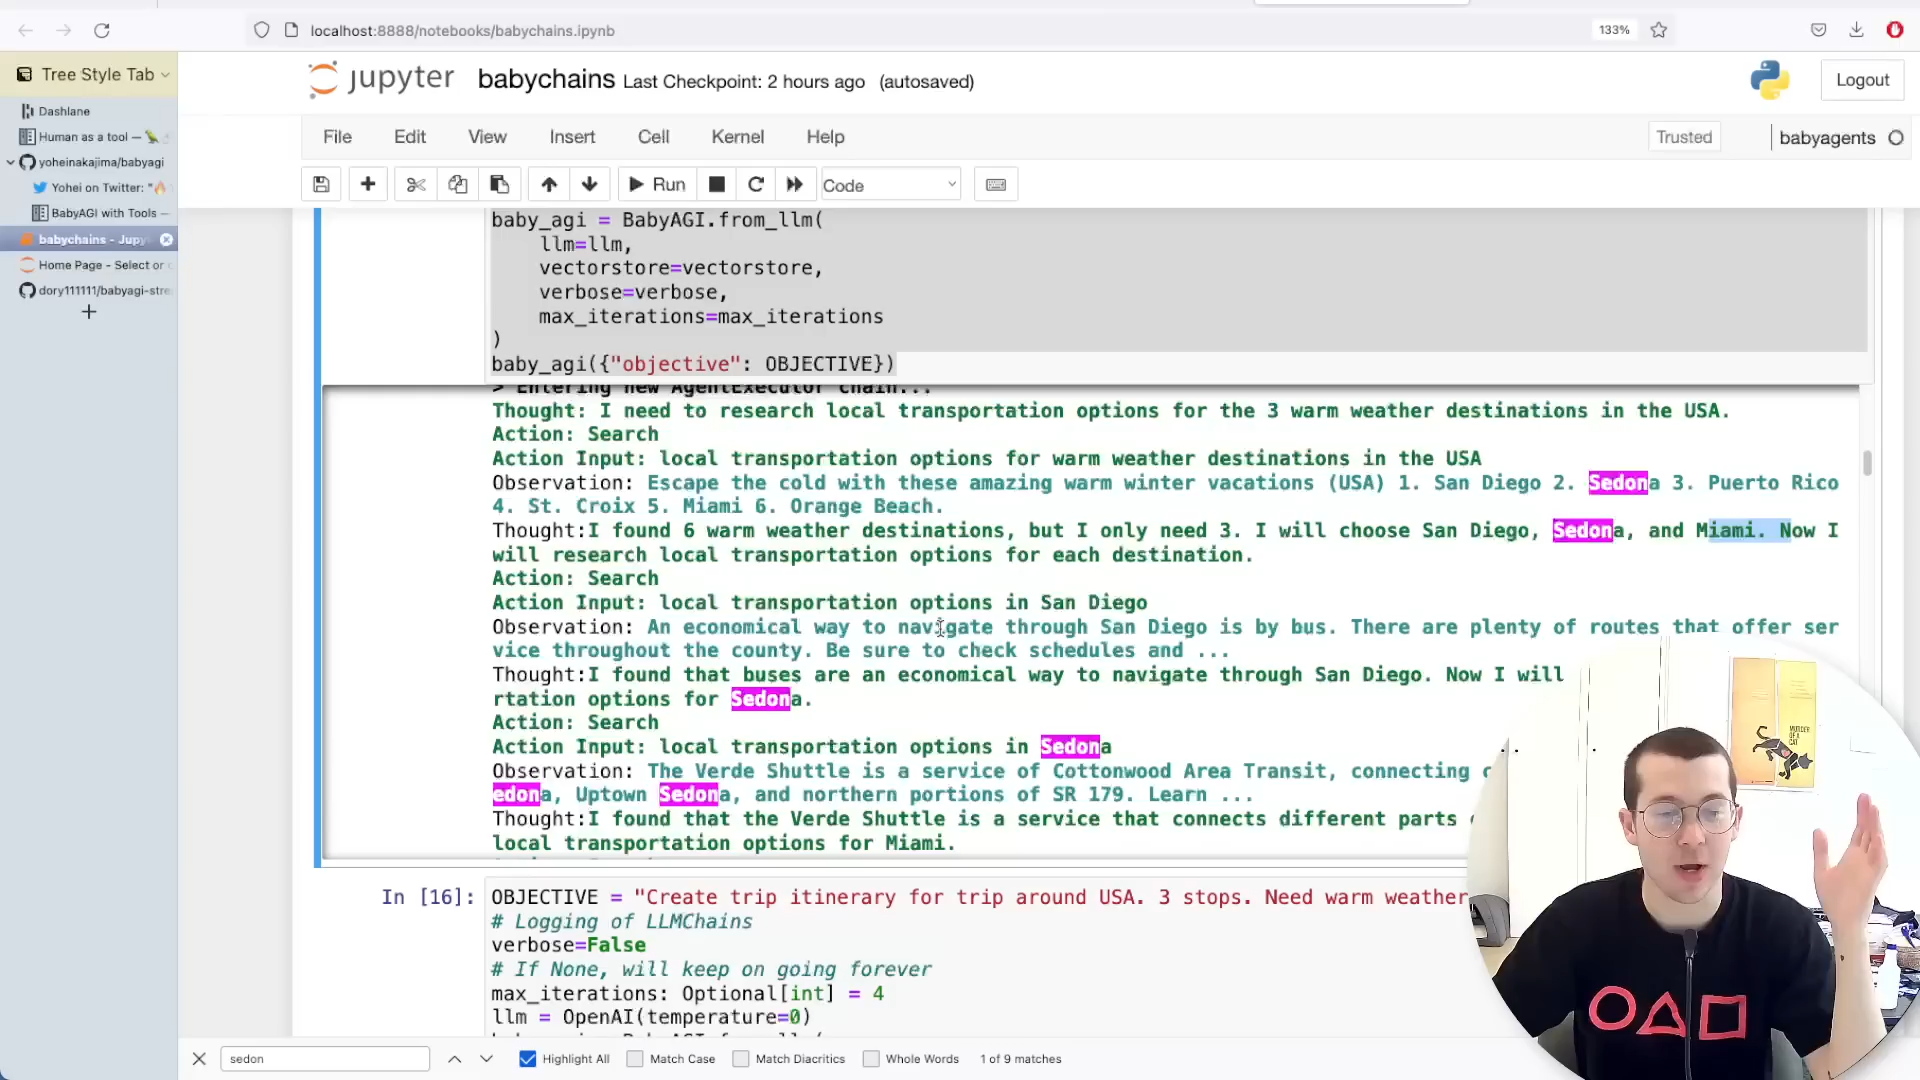 localhost:8888/notebooks/babychains.ipynb
133%
Tree Style Tab
jupyter babychains Last Checkpoint: 2 hours ago (autosaved)
Logout
Dashlane
Human as a tool —
yoheinakajima/babyagi
Yohei on Twitter: "
BabyAGI with Tools —
babychains - Jupy
Home Page - Select or
dory111111/babyagi-stre
File Edit View Insert Cell Kernel Help
Trusted
babyagents
Run
Code
baby_agi = BabyAGI.from_llm(
llm=llm,
vectorstore=vectorstore,
verbose=verbose,
max_iterations=max_iterations
)
baby_agi({"objective": OBJECTIVE})
> Entering new AgentExecutor chain...
Thought: I need to research local transportation options for the 3 warm weather destinations in the USA.
Action: Search
Action Input: local transportation options for warm weather destinations in the USA
Observation: Escape the cold with these amazing warm winter vacations (USA) 1. San Diego 2. Sedona 3. Puerto Rico
4. St. Croix 5. Miami 6. Orange Beach.
Thought:I found 6 warm weather destinations, but I only need 3. I will choose San Diego, Sedona, and Miami. Now I
will research local transportation options for each destination.
Action: Search
Action Input: local transportation options in San Diego
Observation: An economical way to navigate through San Diego is by bus. There are plenty of routes that offer ser
vice throughout the county. Be sure to check schedules and ...
Thought:I found that buses are an economical way to navigate through San Diego. Now I will
rtation options for Sedona.
Action: Search
Action Input: local transportation options in Sedona
Observation: The Verde Shuttle is a service of Cottonwood Area Transit, connecting
edona, Uptown Sedona, and northern portions of SR 179. Learn ...
Thought:I found that the Verde Shuttle is a service that connects different parts
local transportation options for Miami.
In [16]: OBJECTIVE = "Create trip itinerary for trip around USA. 3 stops. Need warm weather
# Logging of LLMChains
verbose=False
# If None, will keep on going forever
max_iterations: Optional[int] = 4
llm = OpenAI(temperature=0)
sedon
Highlight All
Match Case
Match Diacritics
Whole Words
1 of 9 matches